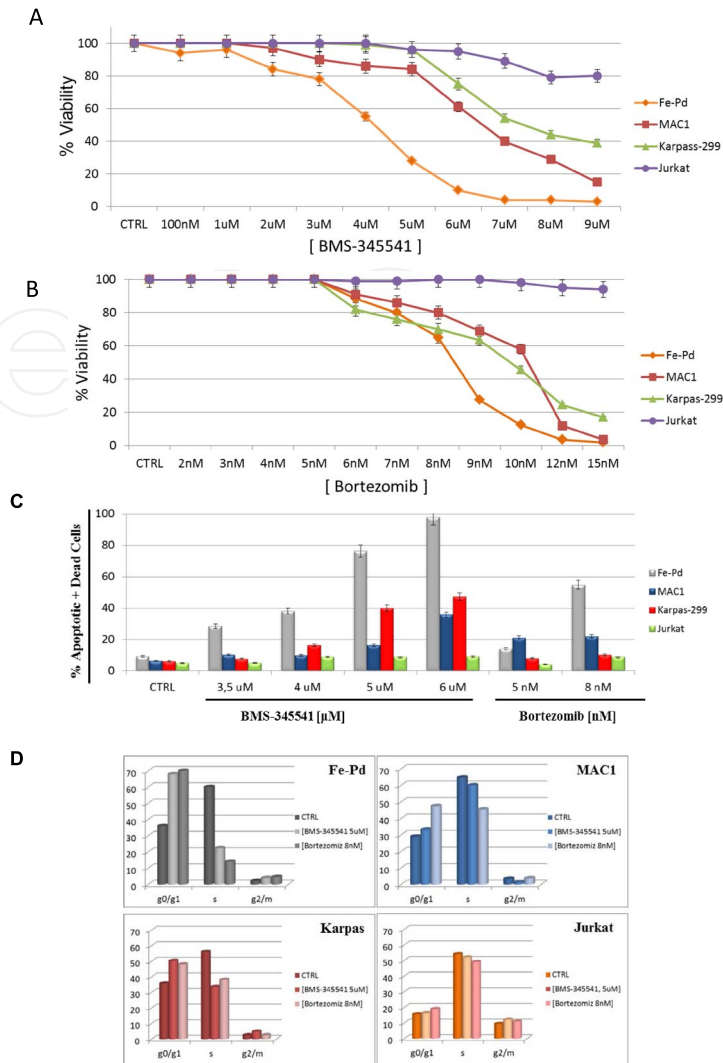 A
100
80
60
40
20
0
% Viability
CTRL 100nM 1uM 2uM 3uM 4uM 5uM 6uM 7uM 8uM 9uM
[ BMS-345541 ]
Fe-Pd
MAC1
Karpass-299
Jurkat
B
100
80
60
40
20
0
% Viability
CTRL 2nM 3nM 4nM 5nM 6nM 7nM 8nM 9nM 10nM 12nM 15nM
[ Bortezomib ]
Fe-Pd
MAC1
Karpas-299
Jurkat
C
100
80
60
40
20
0
% Apoptotic + Dead Cells
CTRL 3,5 uM 4 uM 5 uM 6 uM 5 nM 8 nM
BMS-345541 [µM] Bortezomib [nM]
Fe-Pd
MAC1
Karpas-299
Jurkat
D
Fe-Pd
70
60
50
40
30
20
10
0
g0/g1 s g2/m
CTRL
[BMS-345541 5uM]
[Bortezomiz 8nM]
MAC1
70
60
50
40
30
20
10
0
g0/g1 s g2/m
CTRL
[BMS-345541 5uM]
[Bortezomiz 8nM]
Karpas
70
60
50
40
30
20
10
0
g0/g1 s g2/m
CTRL
[BMS-345541 5uM]
[Bortezomiz 8nM]
Jurkat
70
60
50
40
30
20
10
0
g0/g1 s g2/m
CTRL
[BMS-345541, 5uM]
[Bortezomiz 8nM]